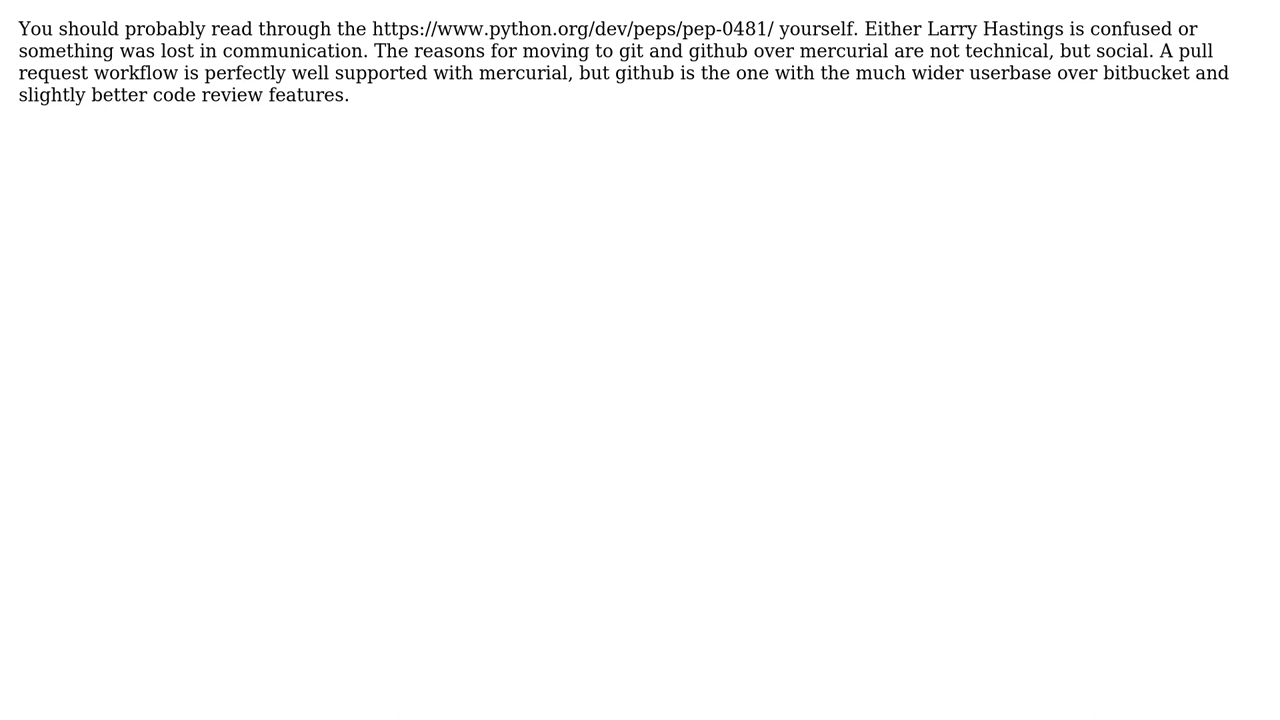 You should probably read through the https://www.python.org/dev/peps/pep-0481/ yourself. Either Larry Hastings is confused or
something was lost in communication. The reasons for moving to git and github over mercurial are not technical, but social. A pull
request workflow is perfectly well supported with mercurial, but github is the one with the much wider userbase over bitbucket and
slightly better code review features.